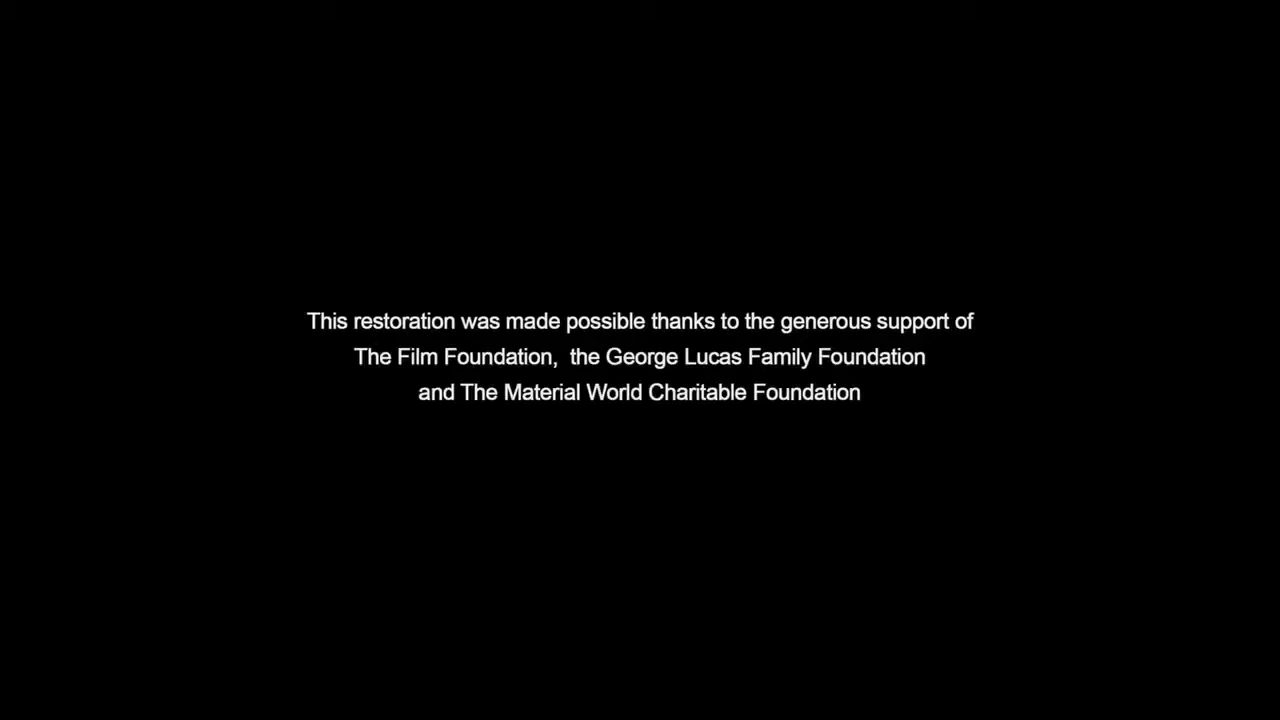 This restoration was made possible thanks to the generous support of
The Film Foundation,  the George Lucas Family Foundation
and The Material World Charitable Foundation